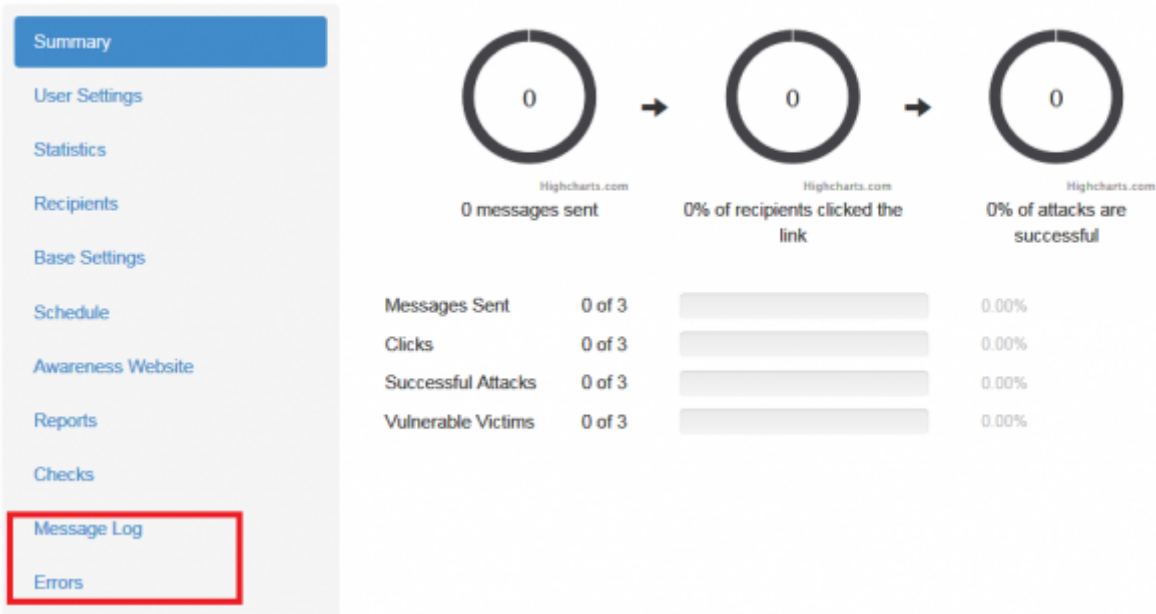 Summary
User Settings
Statistics
Recipients
Base Settings
Schedule
Awareness Website
Reports
Checks
Message Log
Errors
0
0
0
Highcharts.com
Highcharts.com
Highcharts.com
0 messages sent
0% of recipients clicked the
link
0% of attacks are
successful
Messages Sent 0 of 3 0.00%
Clicks 0 of 3 0.00%
Successful Attacks 0 of 3 0.00%
Vulnerable Victims 0 of 3 0.00%